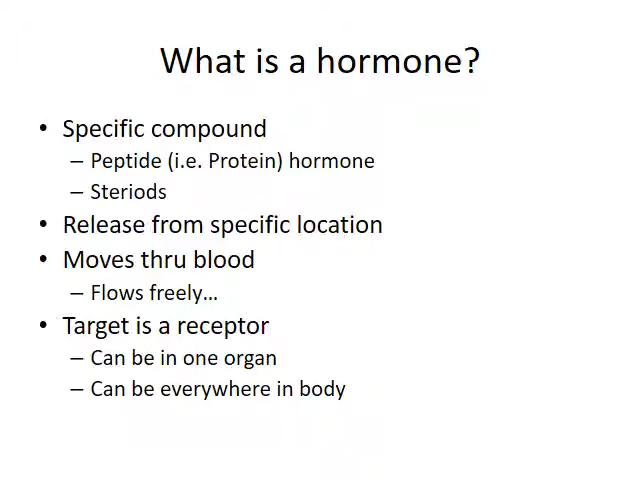 What is a hormone?
• Specific compound
– Peptide (i.e. Protein) hormone
– Steriods
• Release from specific location
• Moves thru blood
– Flows freely…
• Target is a receptor
– Can be in one organ
– Can be everywhere in body